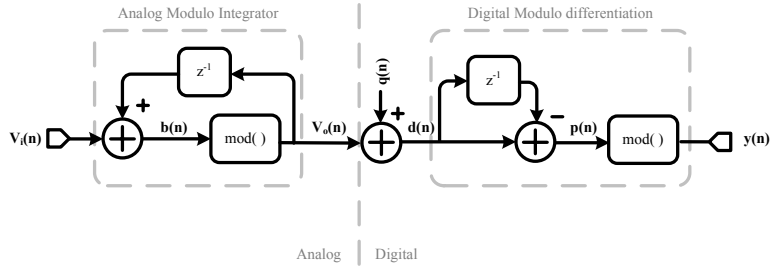 Analog Modulo Integrator
Digital Modulo differentiation
z-1
z-1
q(n)
+
+
−
Vi(n)
b(n)
mod( )
Vo(n)
d(n)
p(n)
mod( )
y(n)
Analog
Digital